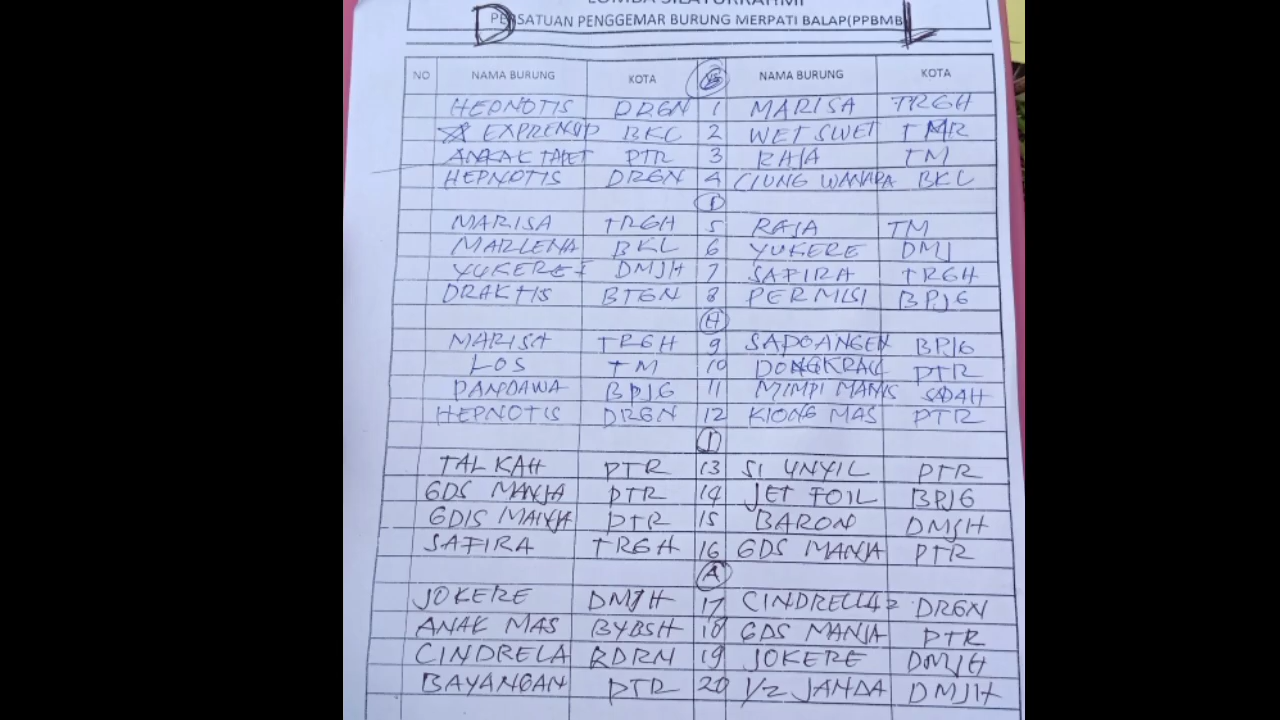 LOMBA SILATURRAHMI
PERSATUAN PENGGEMAR BURUNG MERPATI BALAP(PPBMB
D L
NO NAMA BURUNG KOTA NAMA BURUNG KOTA
HEPNOTIS DRGN 1 MARISA TRGH
BKL 2 WET SWET TMR
PTR 3 RAJA TM
HEPNOTIS DRGN 4 CIUNG WANARA BKL
MARISA TRGH 5 RAJA TM
MARLENA BKL 6 YUKERE DMJ
YUKERE I DMJH 7 SAFIRA TRGH
DRAKTIS BTGN 8 PERMISI BPJG
MARISA TRGH 9 SAPOANGEN BPJG
LOS TM 10 DONGKRAK PTR
PANDAWA BPJG 11 MIMPI MANIS SDAH
HEPNOTIS DRGN 12 KIONG MAS PTR
TALKAH PTR 13 SI UNYIL PTR
GDS MANJA PTR 14 JET FOIL BPJG
GDIS MANJA PTR 15 BARON DMJH
SAFIRA TRGH 16 GDS MANJA PTR
A
JOKERE DMJH 17 CINDRELLA 2 DRGN
ANAK MAS BYBSH 18 GDS MANJA PTR
CINDRELA RDRN 19 JOKERE DMJH
BAYANGAN PTR 20 1/2 JANDA DMJH